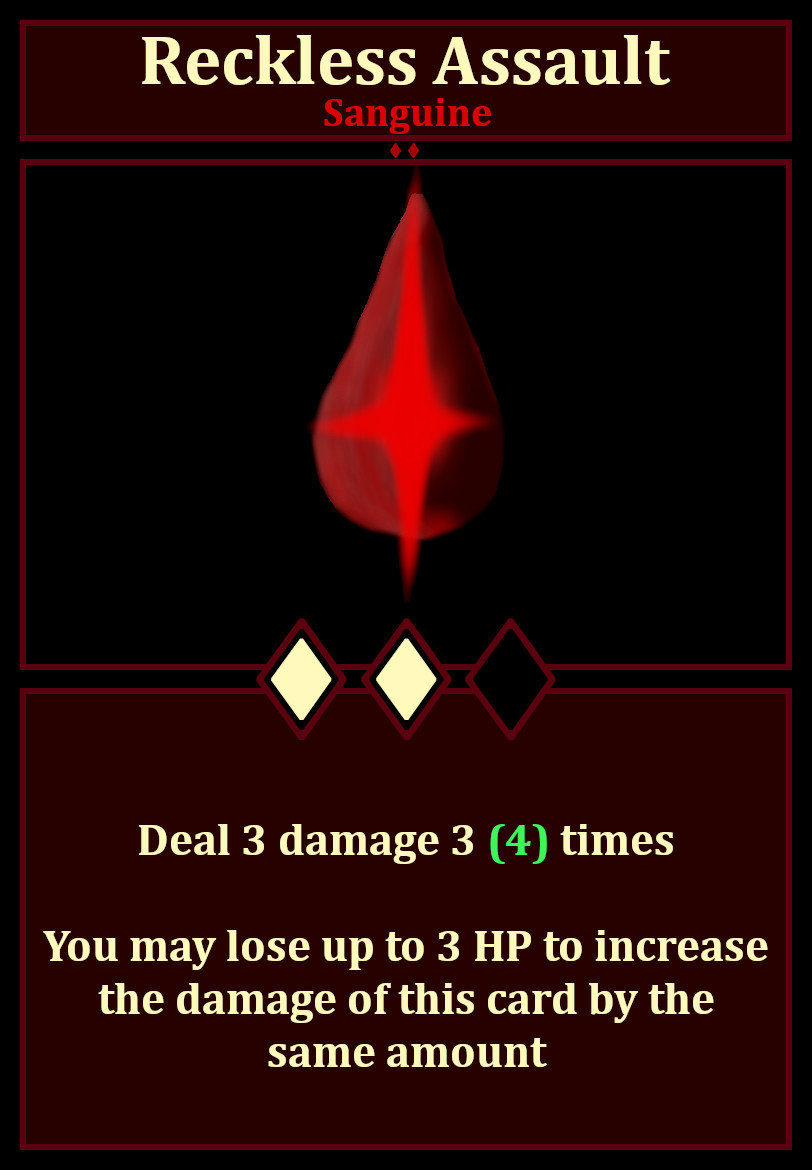 Reckless Assault
Sanguine
Deal 3 damage 3 (4) times
You may lose up to 3 HP to increase
the damage of this card by the
same amount